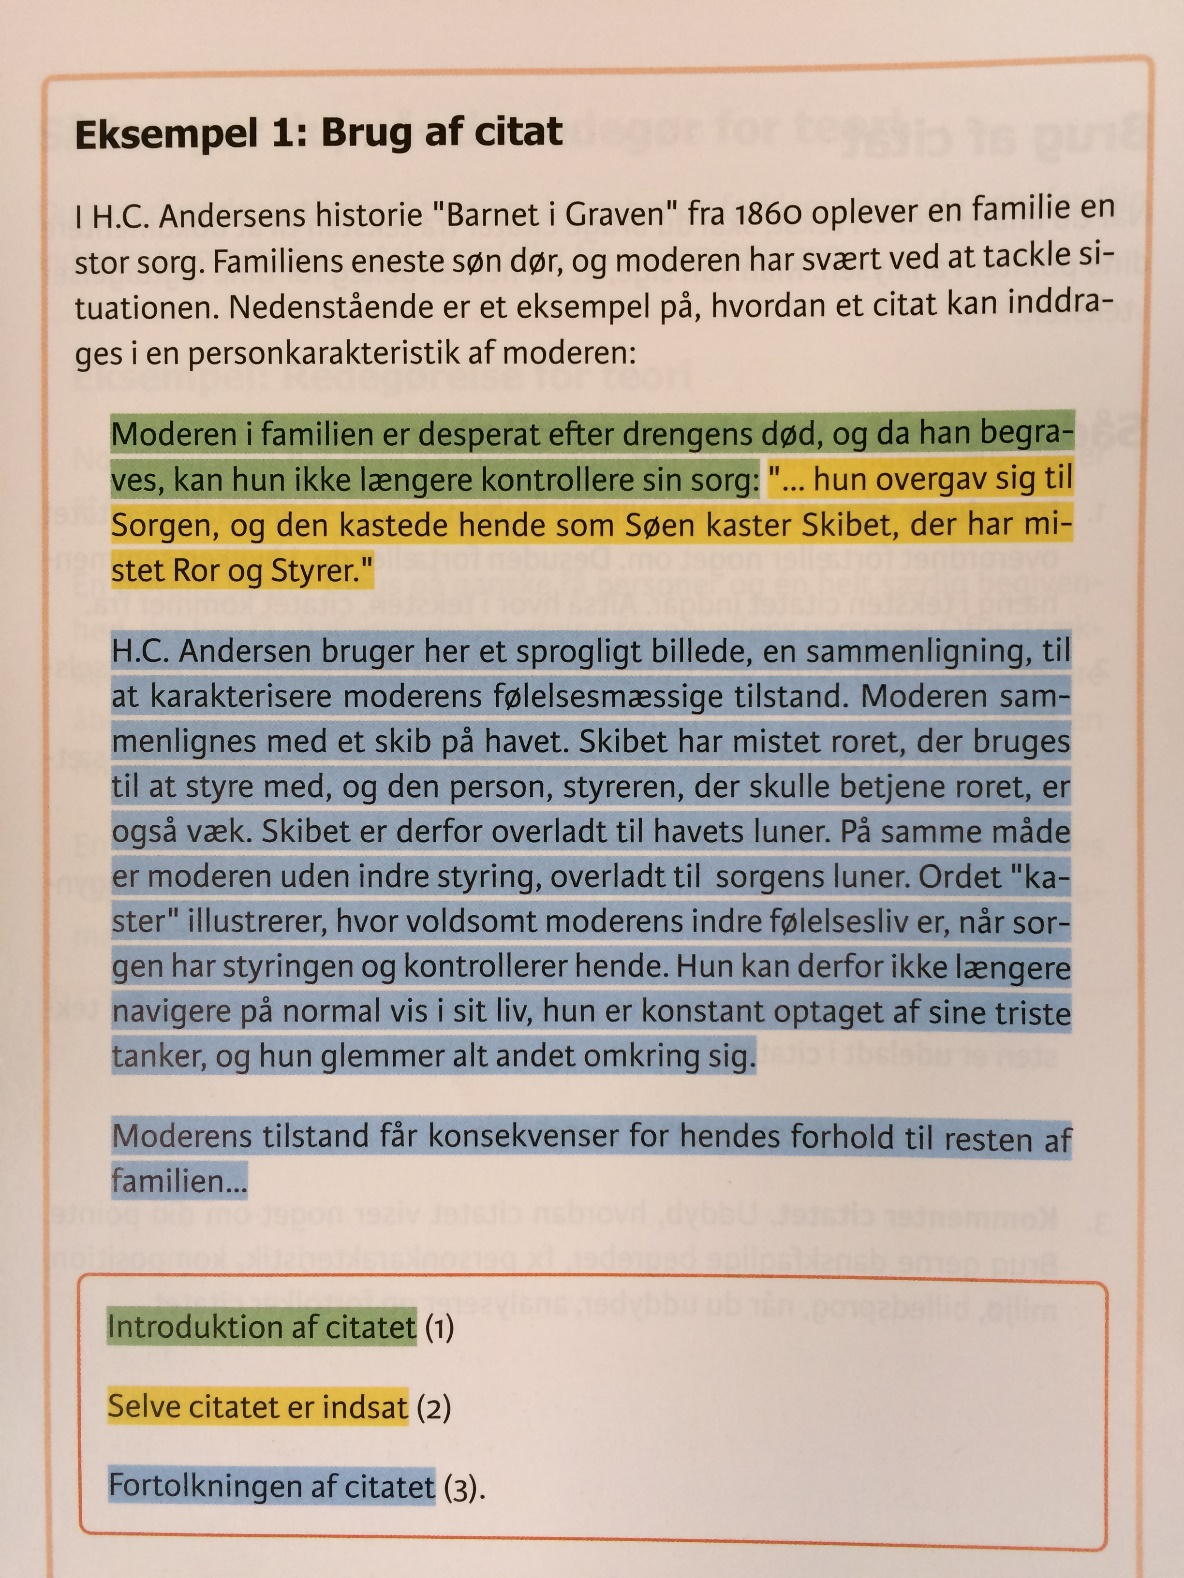 Eksempel 1: Brug af citat
I H.C. Andersens historie "Barnet i Graven" fra 1860 oplever en familie en
stor sorg. Familiens eneste søn dør, og moderen har svært ved at tackle si-
tuationen. Nedenstående er et eksempel på, hvordan et citat kan inddra-
ges i en personkarakteristik af moderen:
Moderen i familien er desperat efter drengens død, og da han begra-
ves, kan hun ikke længere kontrollere sin sorg: "... hun overgav sig til
Sorgen, og den kastede hende som Søen kaster Skibet, der har mi-
stet Ror og Styrer."
H.C. Andersen bruger her et sprogligt billede, en sammenligning, til
at karakterisere moderens følelsesmæssige tilstand. Moderen sam-
menlignes med et skib på havet. Skibet har mistet roret, der bruges
til at styre med, og den person, styreren, der skulle betjene roret, er
også væk. Skibet er derfor overladt til havets luner. På samme måde
er moderen uden indre styring, overladt til sorgens luner. Ordet "ka-
ster" illustrerer, hvor voldsomt moderens indre følelsesliv er, når sor-
gen har styringen og kontrollerer hende. Hun kan derfor ikke længere
navigere på normal vis i sit liv, hun er konstant optaget af sine triste
tanker, og hun glemmer alt andet omkring sig.
Moderens tilstand får konsekvenser for hendes forhold til resten af
familien...
Introduktion af citatet (1)
Selve citatet er indsat (2)
Fortolkningen af citatet (3).